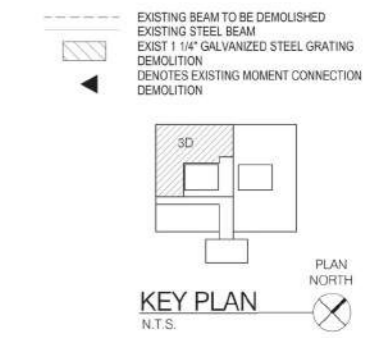 EXISTING BEAM TO BE DEMOLISHED
EXISTING STEEL BEAM
EXIST 1 1/4" GALVANIZED STEEL GRATING
DEMOLITION
DENOTES EXISTING MOMENT CONNECTION
DEMOLITION
3D
PLAN
NORTH
KEY PLAN
N.T.S.